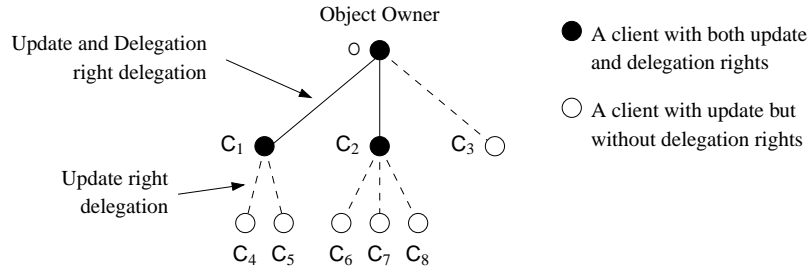 Object Owner
Update and Delegation
right delegation
O
A client with both update
and delegation rights
A client with update but
without delegation rights
C1
C2
C3
Update right
delegation
C4
C5
C6
C7
C8